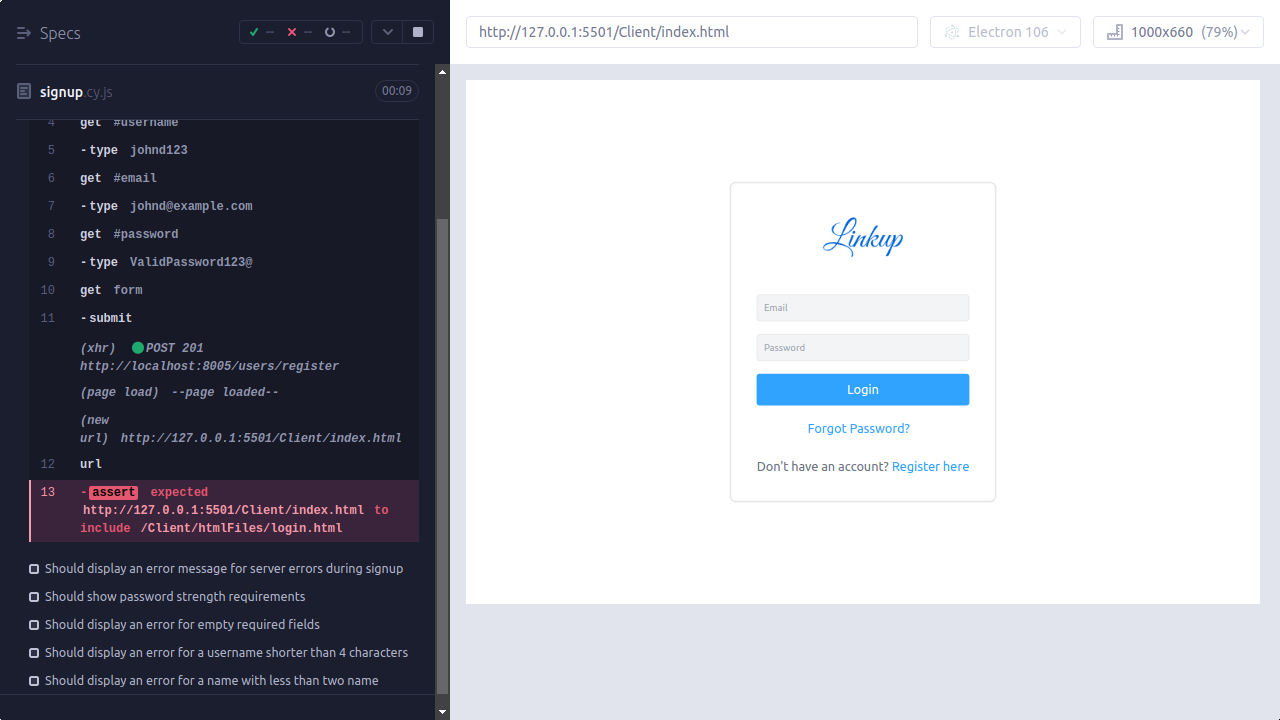 Specs
--
--
--
signup.cy.js
00:09
4 get #username
5 -type johnd123
6 get #email
7 -type johnd@example.com
8 get #password
9 -type ValidPassword123@
10 get form
11 -submit
(xhr) POST 201
http://localhost:8005/users/register
(page load) --page loaded--
(new
url) http://127.0.0.1:5501/Client/index.html
12 url
13 -assert expected
http://127.0.0.1:5501/Client/index.html to
include /Client/htmlFiles/login.html
Should display an error message for server errors during signup
Should show password strength requirements
Should display an error for empty required fields
Should display an error for a username shorter than 4 characters
Should display an error for a name with less than two name
http://127.0.0.1:5501/Client/index.html
Electron 106
1000x660 (79%)
Linkup
Email
Password
Login
Forgot Password?
Don't have an account? Register here